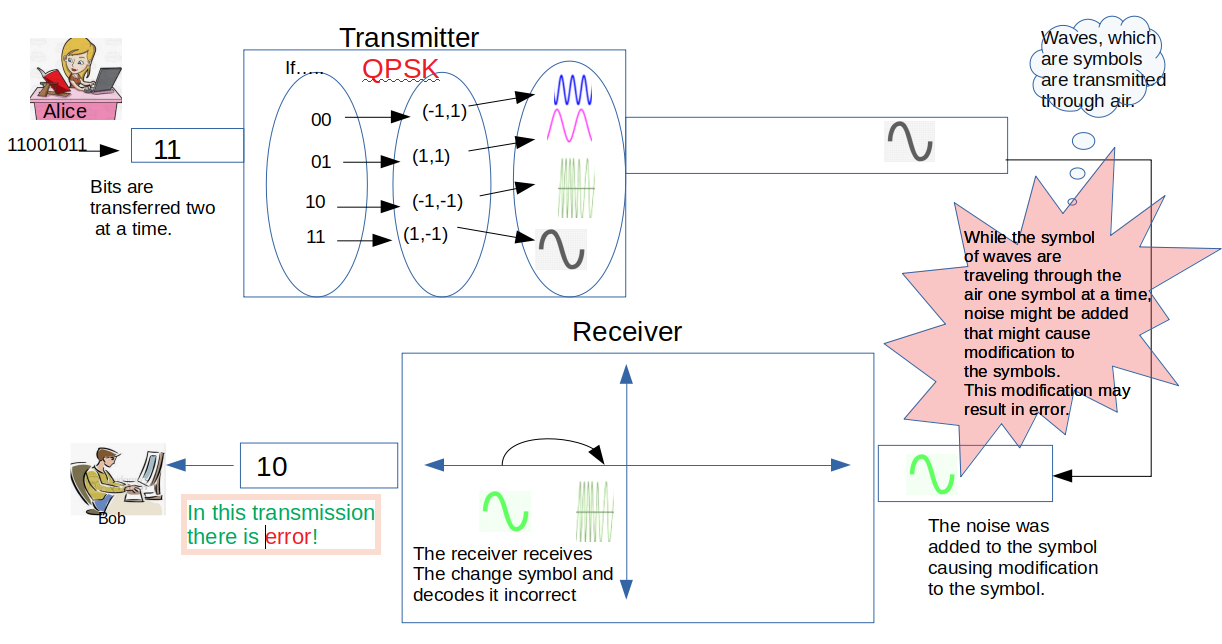 Transmitter
If.....
QPSK
Alice
11001011
11
Bits are
transferred two
at a time.
00
(-1,1)
01
(1,1)
10
(-1,-1)
11
(1,-1)
Waves, which
are symbols
are transmitted
through air.
While the symbol
of waves are
traveling through the
air one symbol at a time,
noise might be added
that might cause
modification to
the symbols.
This modification may
result in error.
Receiver
The receiver receives
The change symbol and
decodes it incorrect
10
Bob
In this transmission
there is error!
The noise was
added to the symbol
causing modification
to the symbol.